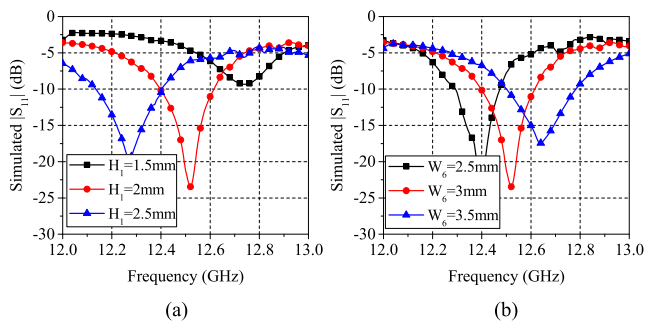 Simulated |S11| (dB)
0
-5
-10
-15
-20
-25
-30
H1=1.5mm
H1=2mm
H1=2.5mm
12.0 12.2 12.4 12.6 12.8 13.0
Frequency (GHz)
(a)
Simulated |S11| (dB)
0
-5
-10
-15
-20
-25
-30
W6=2.5mm
W6=3mm
W6=3.5mm
12.0 12.2 12.4 12.6 12.8 13.0
Frequency (GHz)
(b)